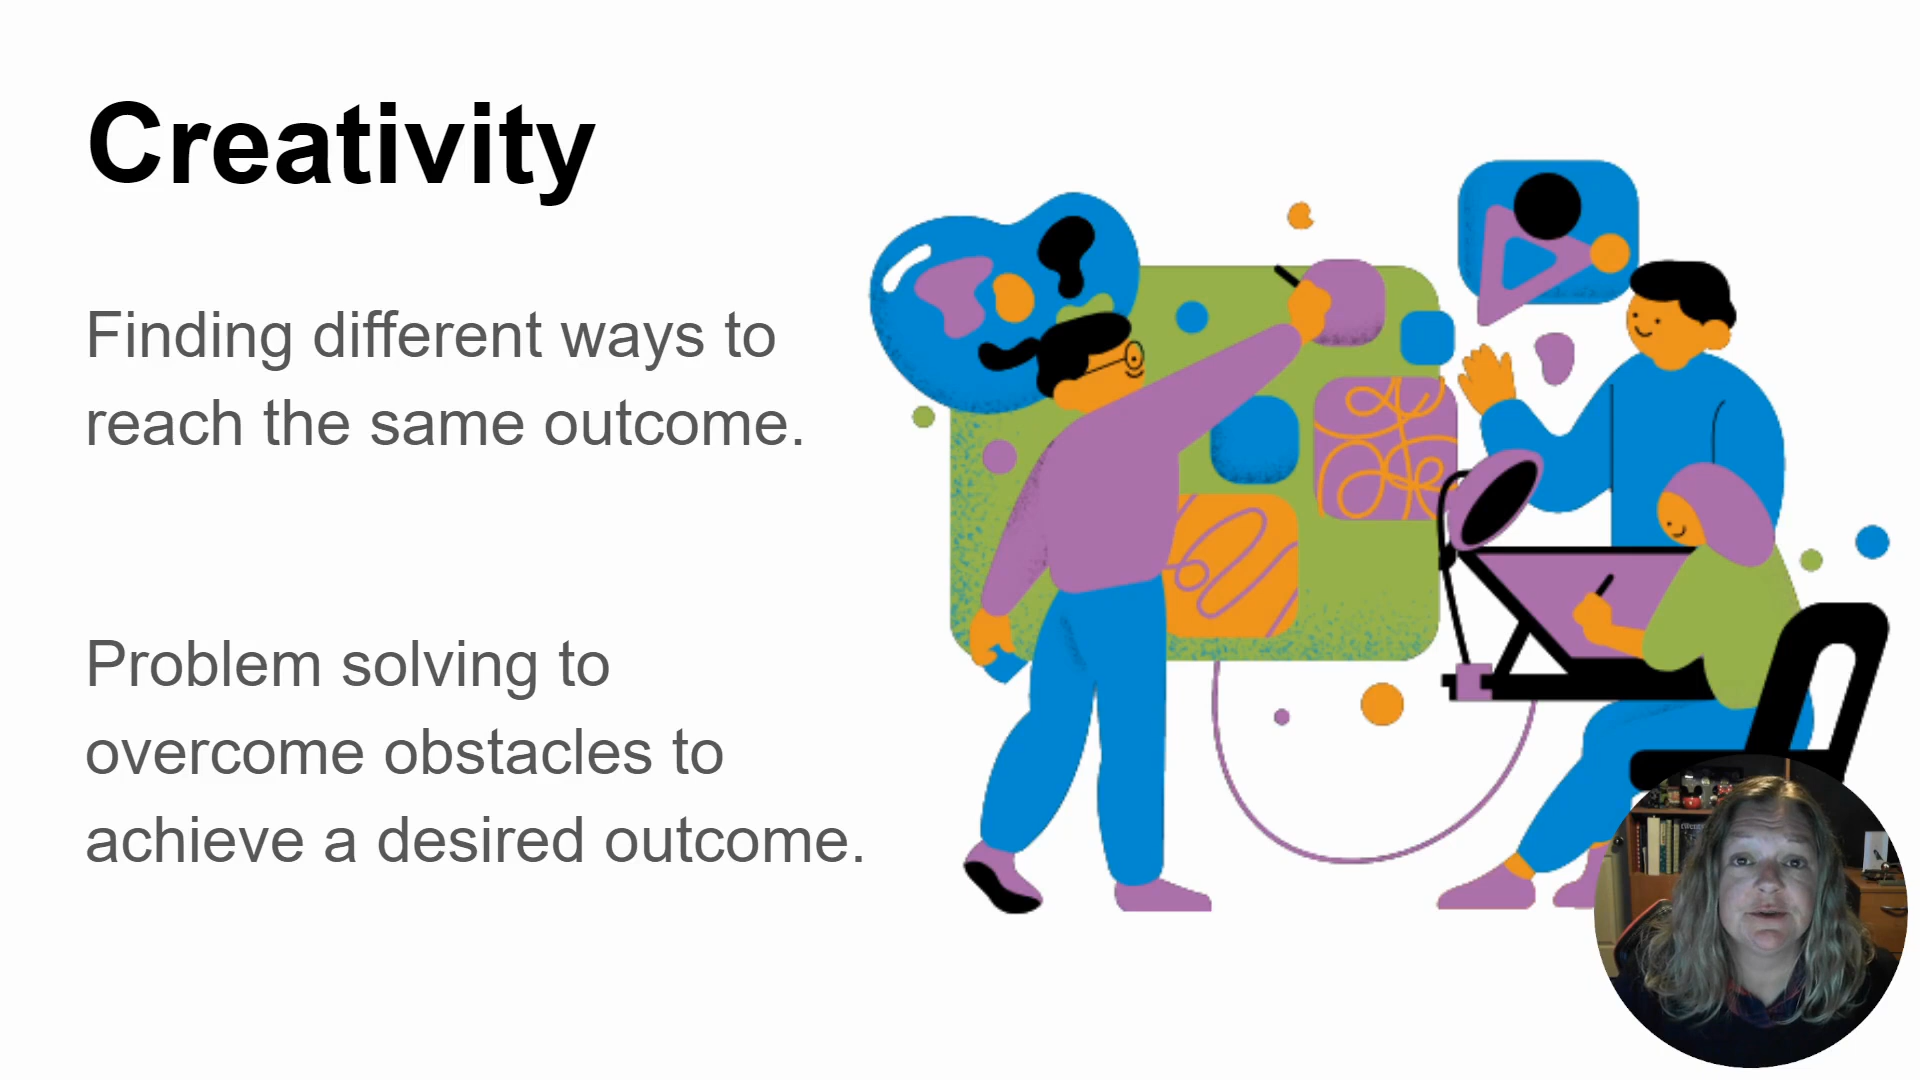 Creativity
Finding different ways to
reach the same outcome.
Problem solving to
overcome obstacles to
achieve a desired outcome.